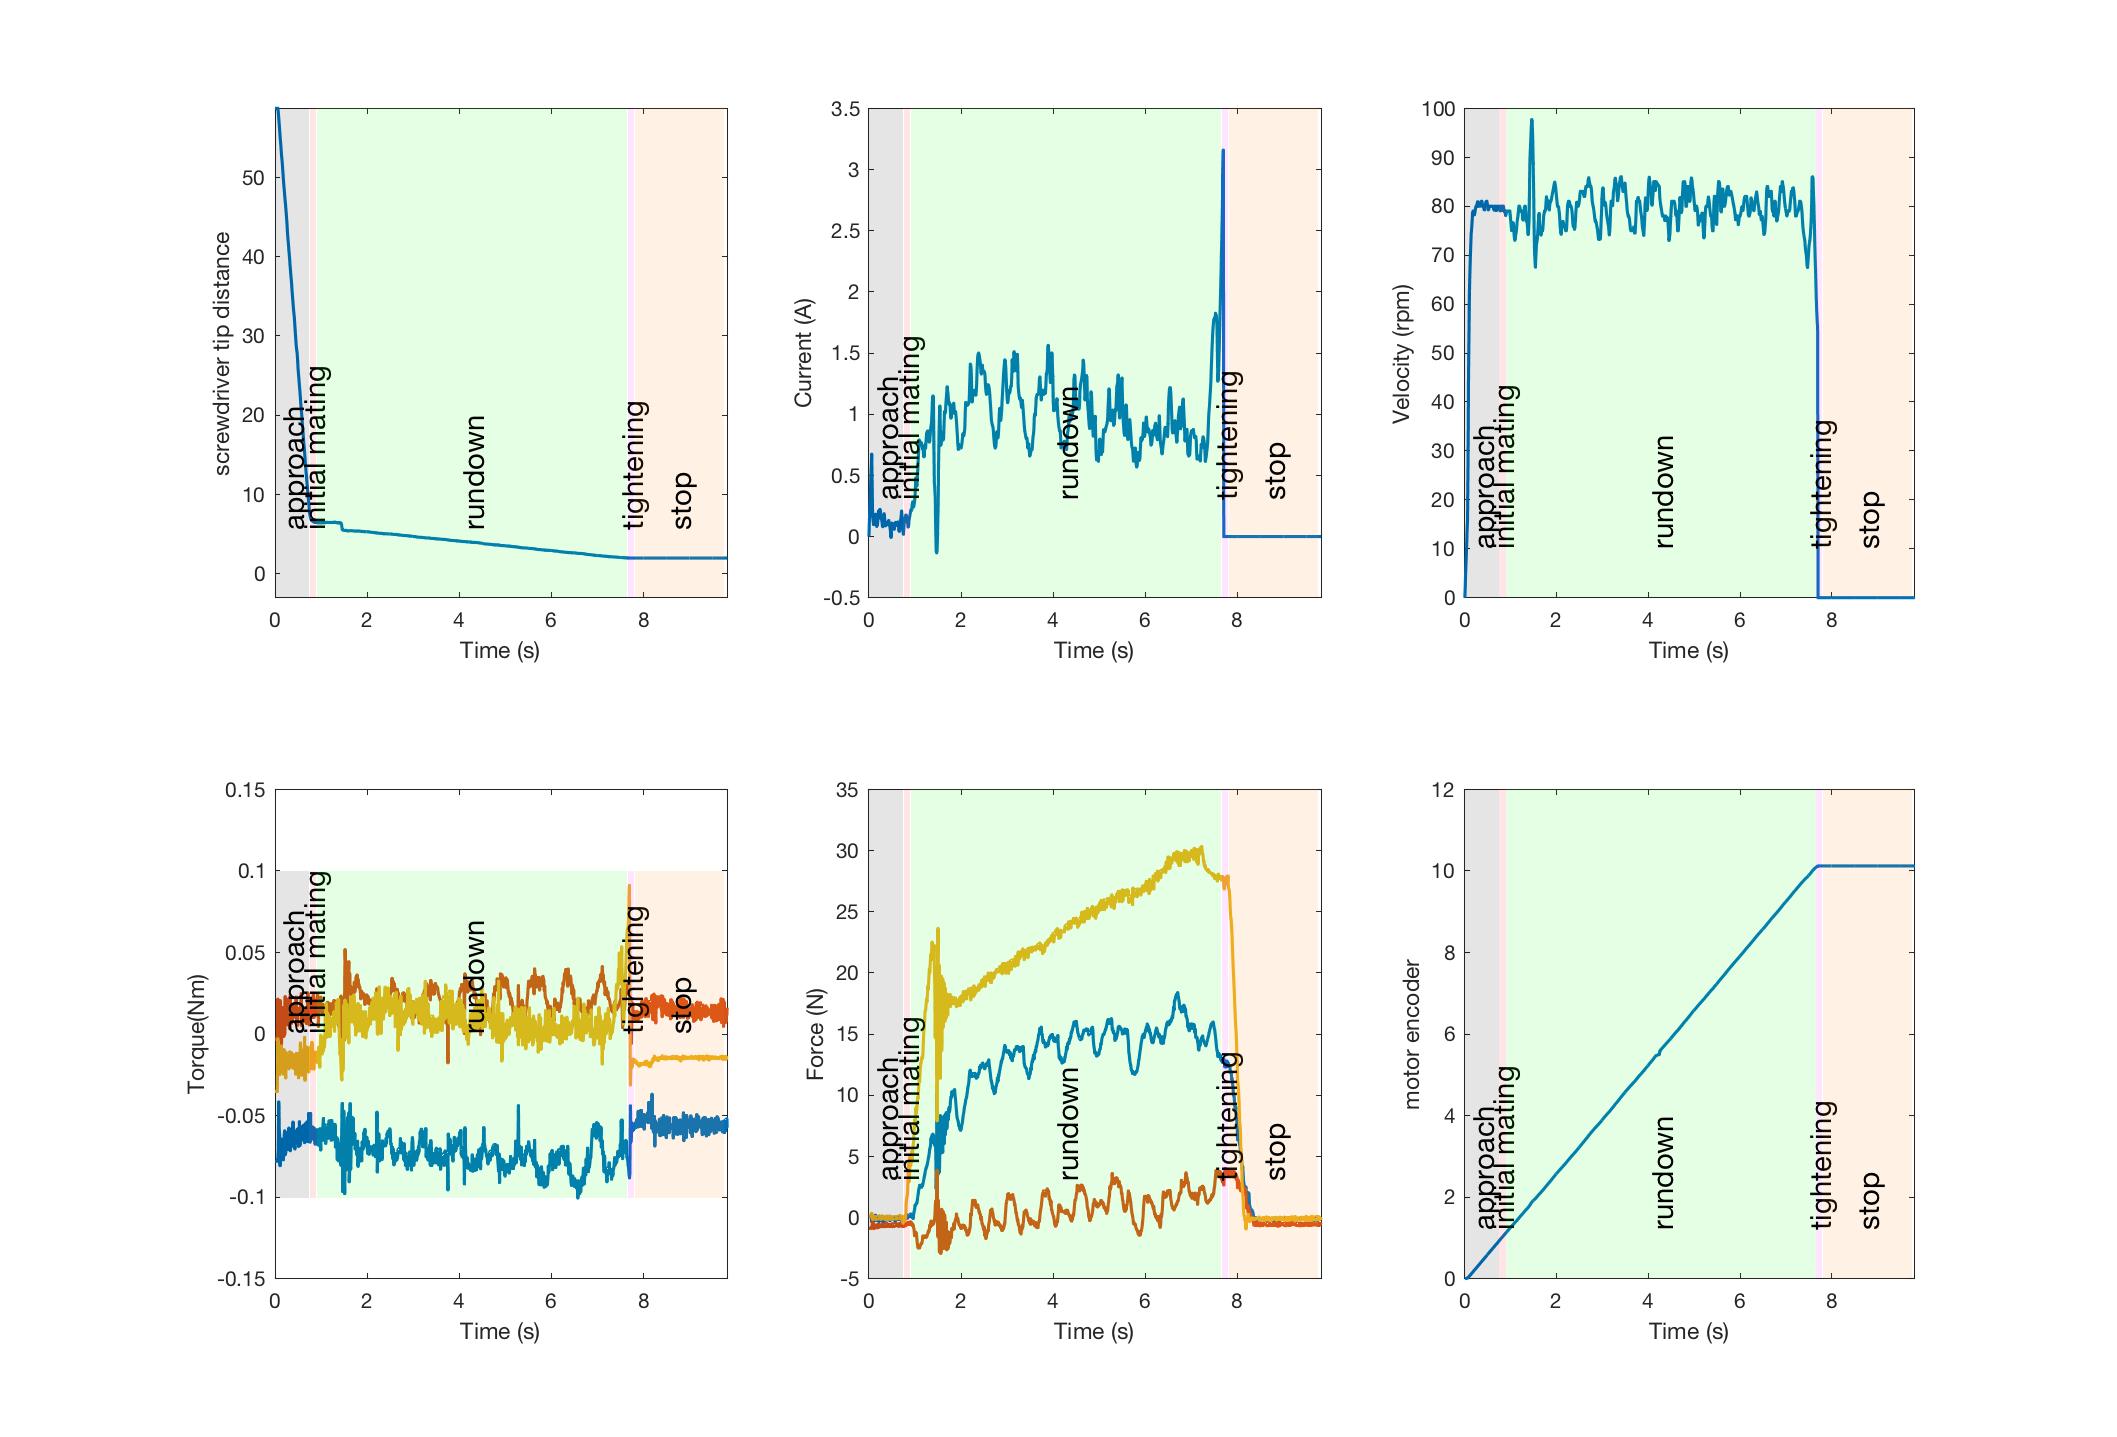 screwdriver tip distance
50
40
30
20
10
0
approach
initial mating
rundown
tightening
stop
0 2 4 6 8
Time (s)
Current (A)
3.5
3
2.5
2
1.5
1
0.5
0
-0.5
approach
initial mating
rundown
tightening
stop
0 2 4 6 8
Time (s)
Velocity (rpm)
100
90
80
70
60
50
40
30
20
10
0
approach
initial mating
rundown
tightening
stop
0 2 4 6 8
Time (s)
Torque(Nm)
0.15
0.1
0.05
0
-0.05
-0.1
-0.15
approach
initial mating
rundown
tightening
stop
0 2 4 6 8
Time (s)
Force (N)
35
30
25
20
15
10
5
0
-5
approach
initial mating
rundown
tightening
stop
0 2 4 6 8
Time (s)
motor encoder
12
10
8
6
4
2
0
approach
initial mating
rundown
tightening
stop
0 2 4 6 8
Time (s)